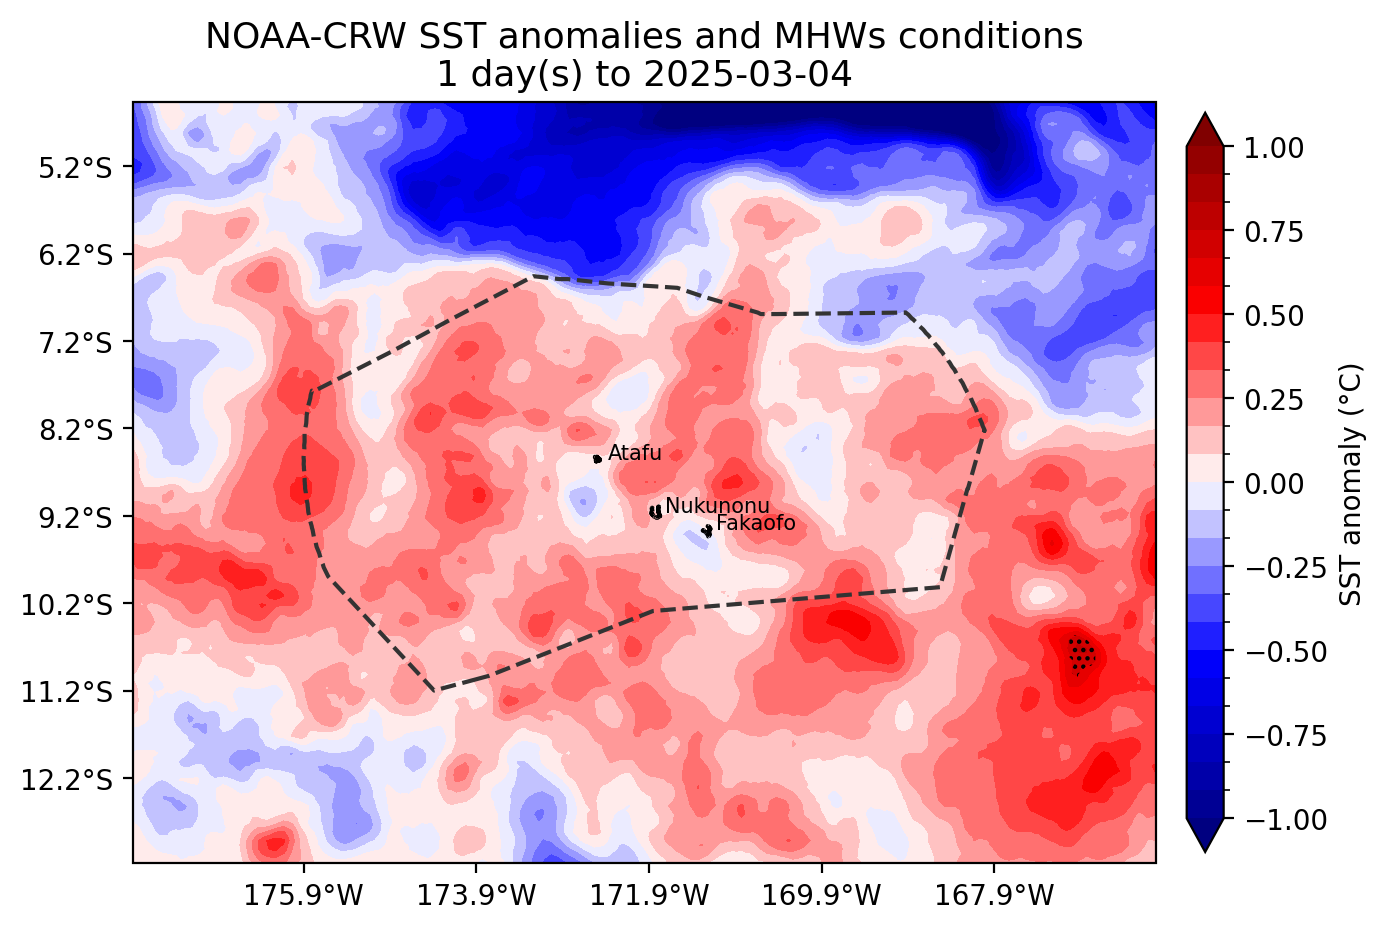 NOAA-CRW SST anomalies and MHWs conditions
1 day(s) to 2025-03-04
5.2°S
6.2°S
7.2°S
8.2°S
9.2°S
10.2°S
11.2°S
12.2°S
Atafu
Nukunonu
Fakaofo
175.9°W
173.9°W
171.9°W
169.9°W
167.9°W
1.00
0.75
0.50
0.25
0.00
−0.25
−0.50
−0.75
−1.00
SST anomaly (°C)